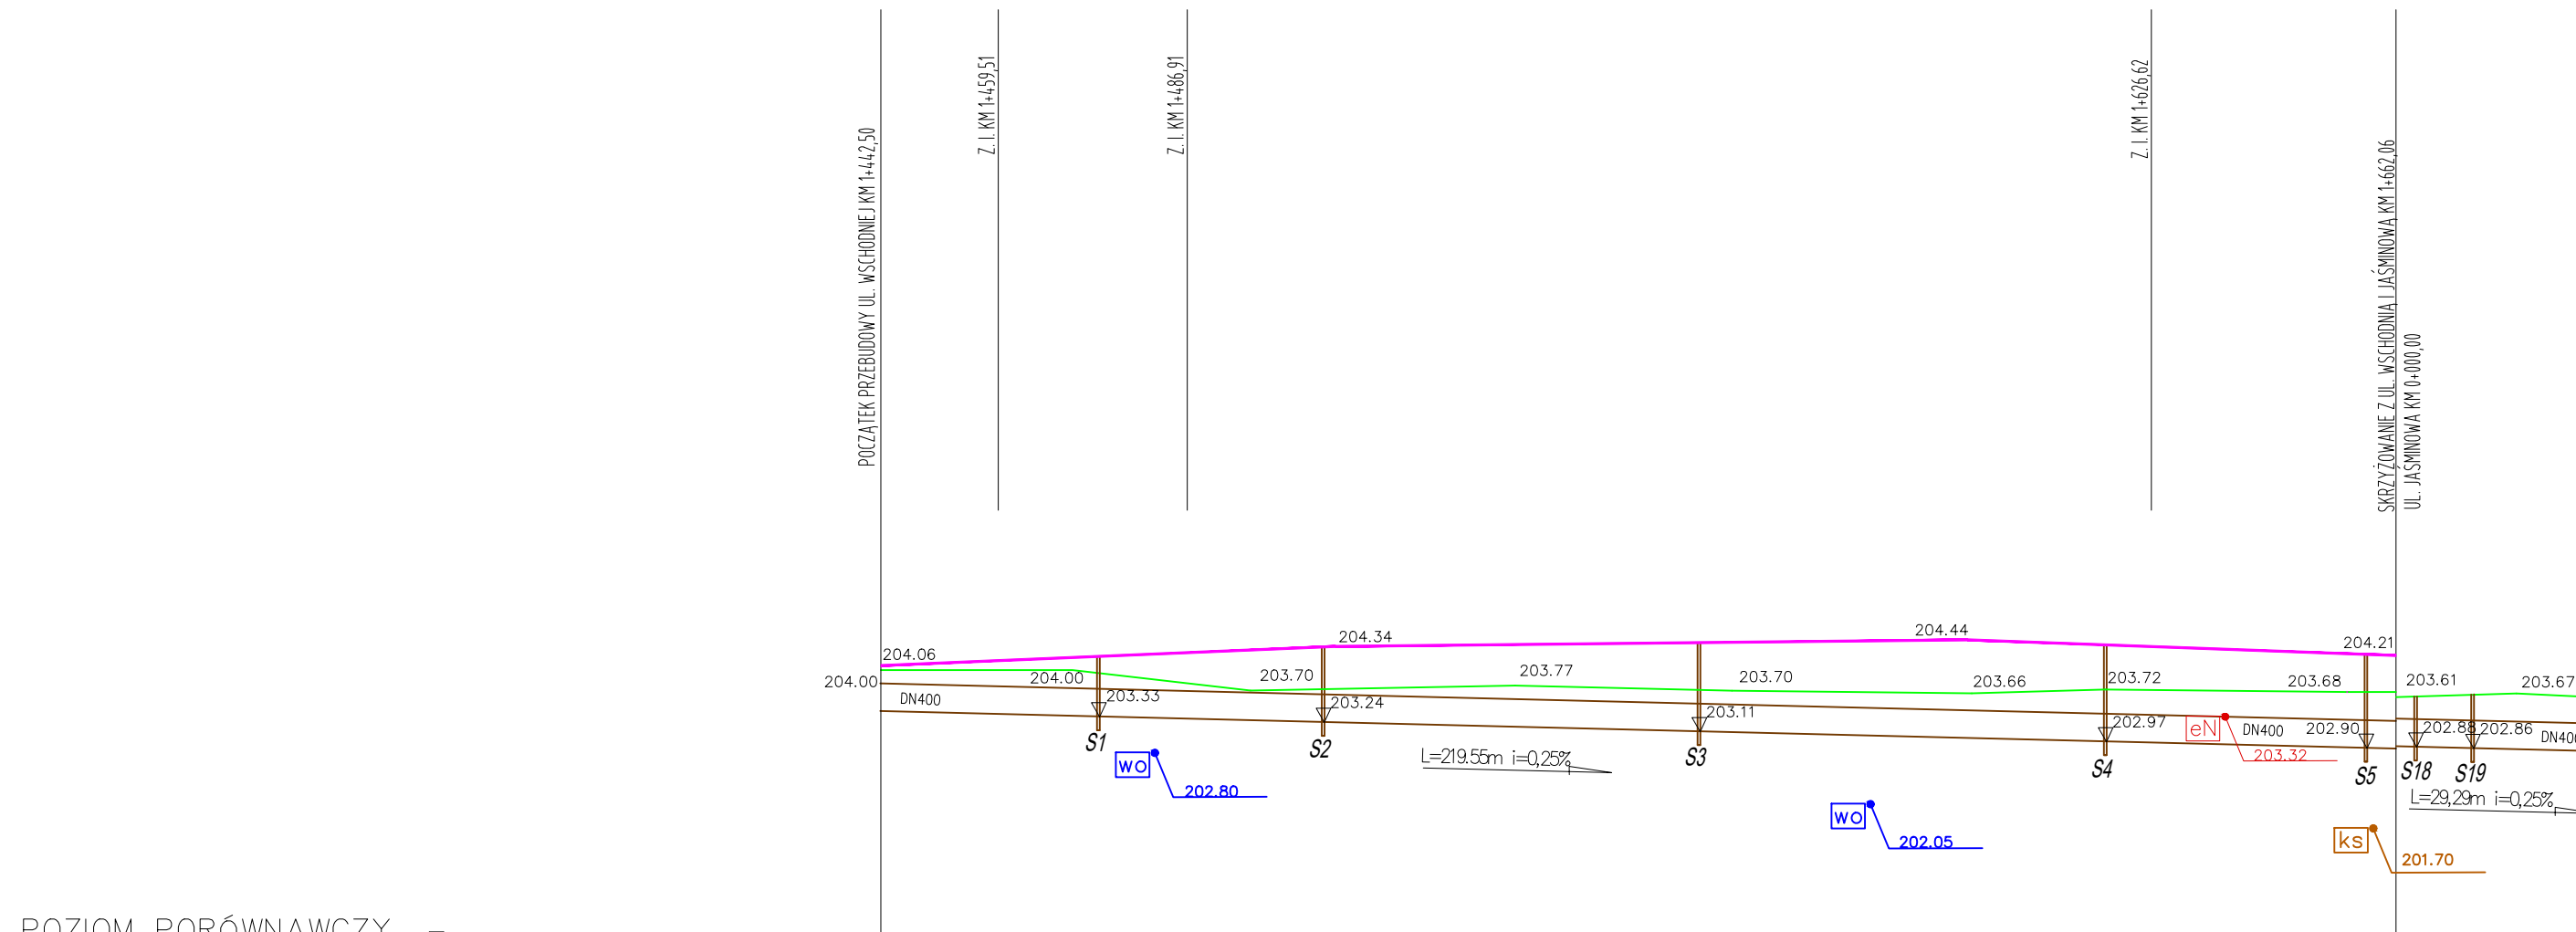 POCZĄTEK PRZEBUDOWY UL. WSCHODNIEJ KM 1+442,50
Z. I. KM 1+459,51
Z. I. KM 1+486,91
Z. I. KM 1+626,62
SKRZYŻOWANIE Z UL. WSCHODNIA I JAŚMINOWA KM 1+662,06
UL. JAŚMINOWA KM 0+000,00
204.06
204.34
204.44
204.21
204.00
204.00
203.70
203.77
203.70
203.66
203.72
203.68
203.61
203.67
DN400
203.33
203.24
203.11
202.97
eN
DN400
202.90
202.88
202.86
DN400
203.32
S1
S2
S3
S4
S5
S18
S19
wo
202.80
L=219.55m i=0,25%
L=29,29m i=0,25%
wo
202.05
ks
201.70
POZIOM PORÓWNAWCZY –